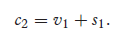 c₂ = v₁ + s₁.